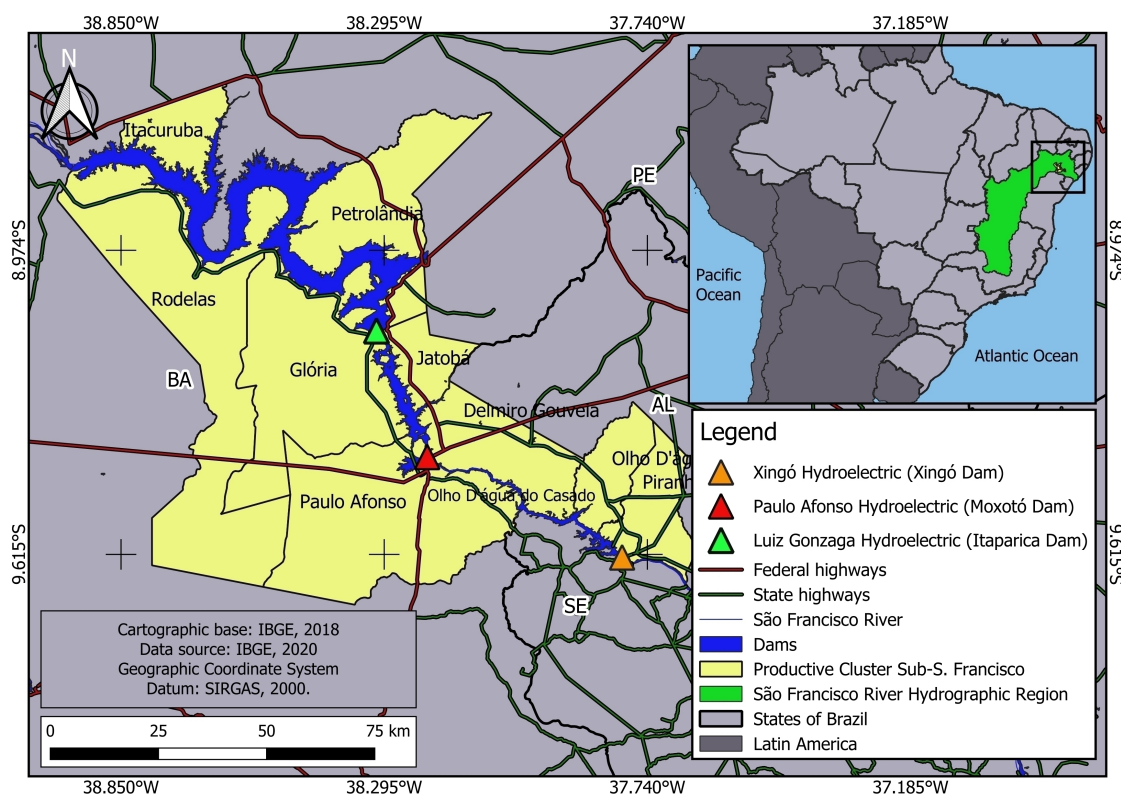 38.850°W 38.295°W 37.740°W 37.185°W
N
Itacuruba
PE
Petrolândia
8.974°S
8.974°S
Rodelas
Pacific
Ocean
Atlantic Ocean
Glória
Jatobá
BA
Delmiro Gouveia
AL
Olho D'ág
Piranh
Olho D'água do Casado
Paulo Afonso
9.615°S
9.615°S
SE
Legend
Xingó Hydroelectric (Xingó Dam)
Paulo Afonso Hydroelectric (Moxotó Dam)
Luiz Gonzaga Hydroelectric (Itaparica Dam)
Federal highways
State highways
São Francisco River
Dams
Productive Cluster Sub-S. Francisco
São Francisco River Hydrographic Region
States of Brazil
Latin America
Cartographic base: IBGE, 2018
Data source: IBGE, 2020
Geographic Coordinate System
Datum: SIRGAS, 2000.
0 25 50 75 km
38.850°W 38.295°W 37.740°W 37.185°W